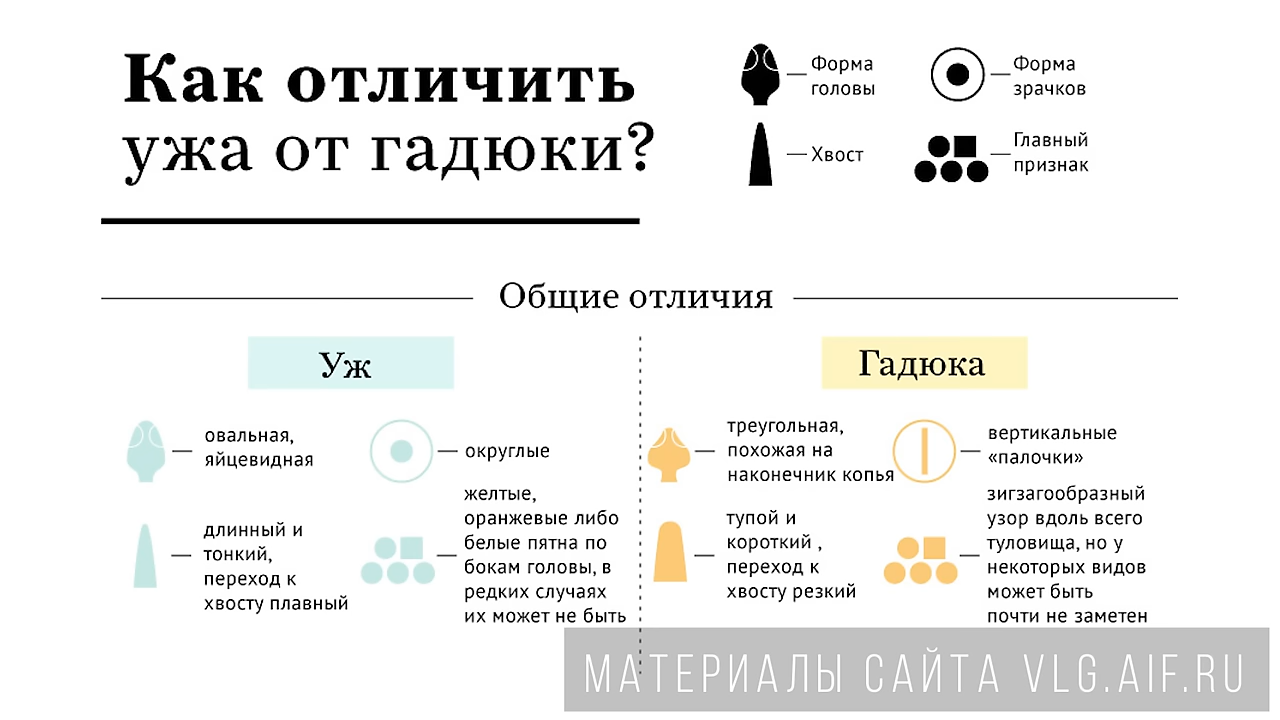 Как отличить
ужа от гадюки?
Форма
головы
Форма
зрачков
Хвост
Главный
признак
Общие отличия
Уж
овальная,
яйцевидная
округлые
длинный и
тонкий,
переход к
хвосту плавный
желтые,
оранжевые либо
белые пятна по
бокам головы, в
редких случаях
их может не быть
Гадюка
треугольная,
похожая на
наконечник копья
вертикальные
«палочки»
тупой и
короткий ,
переход к
хвосту резкий
зигзагообразный
узор вдоль всего
туловища, но у
некоторых видов
может быть
почти не заметен
МАТЕРИАЛЫ САЙТА VLG.AIF.RU